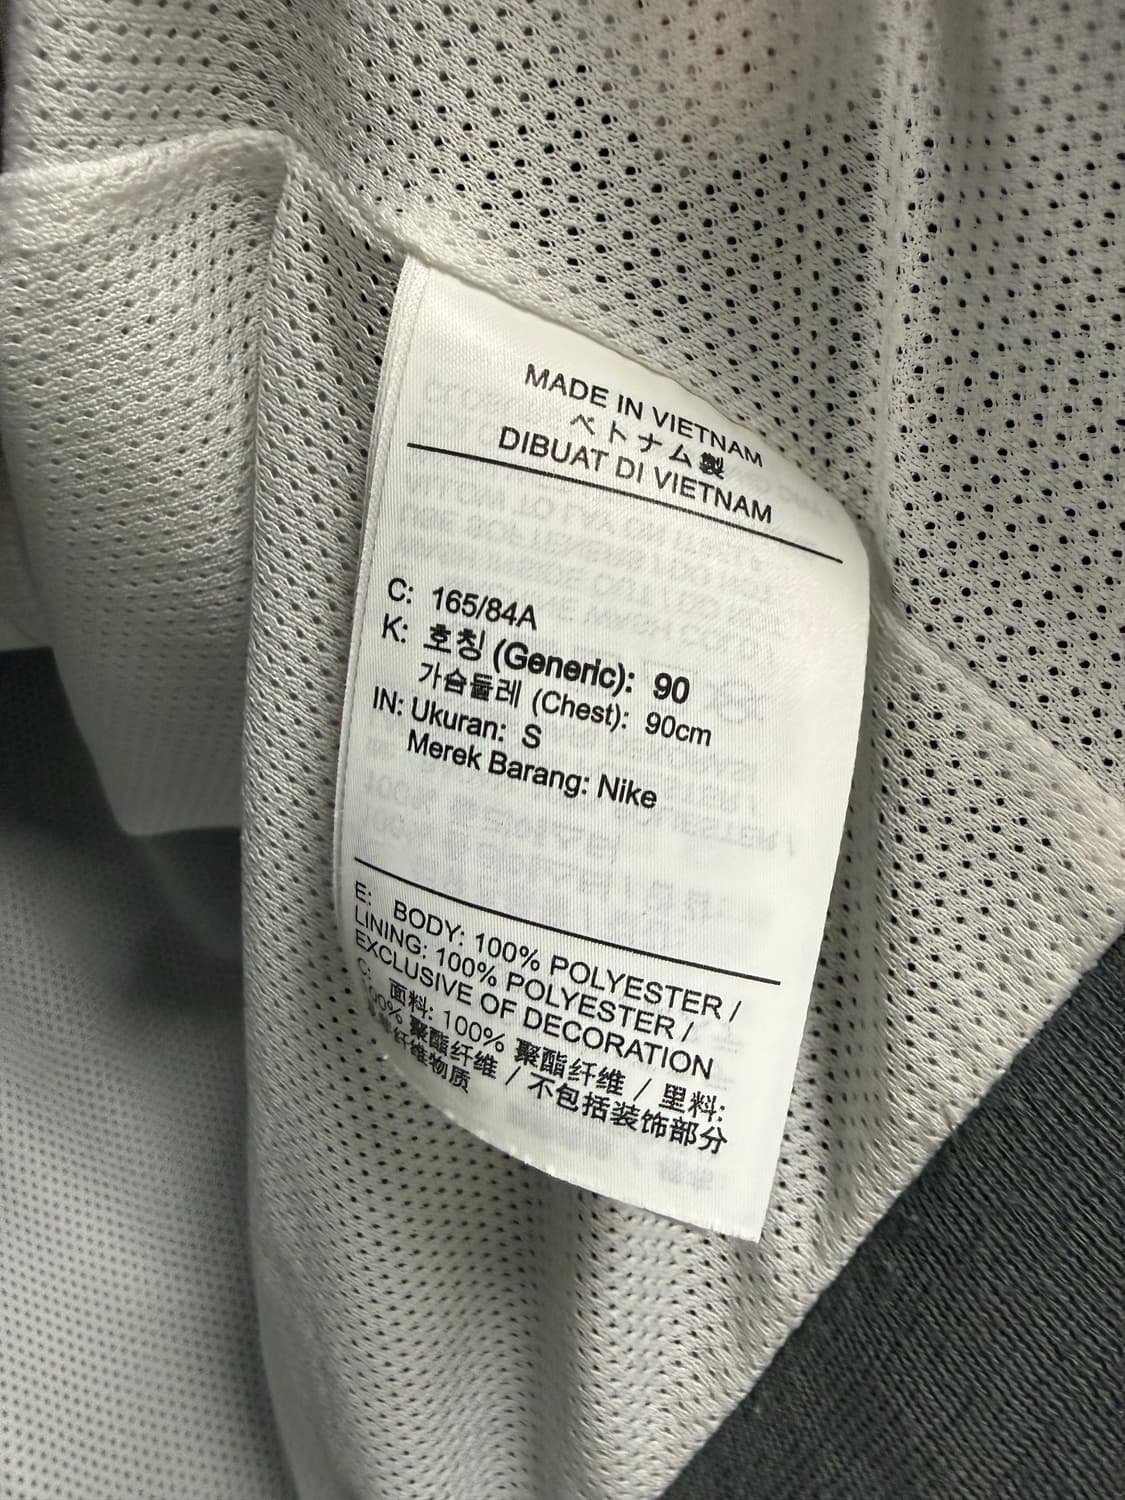 MADE IN VIETNAM
ベトナム製
DIBUAT DI VIETNAM
C: 165/84A
K: 호칭 (Generic): 90
가슴둘레 (Chest): 90cm
IN: Ukuran: S
Merek Barang: Nike
E: BODY: 100% POLYESTER /
LINING: 100% POLYESTER /
EXCLUSIVE OF DECORATION
C: 面料: 100% 聚酯纤维 / 里料:
100% 聚酯纤维 / 不包括装饰部分
纤维物质